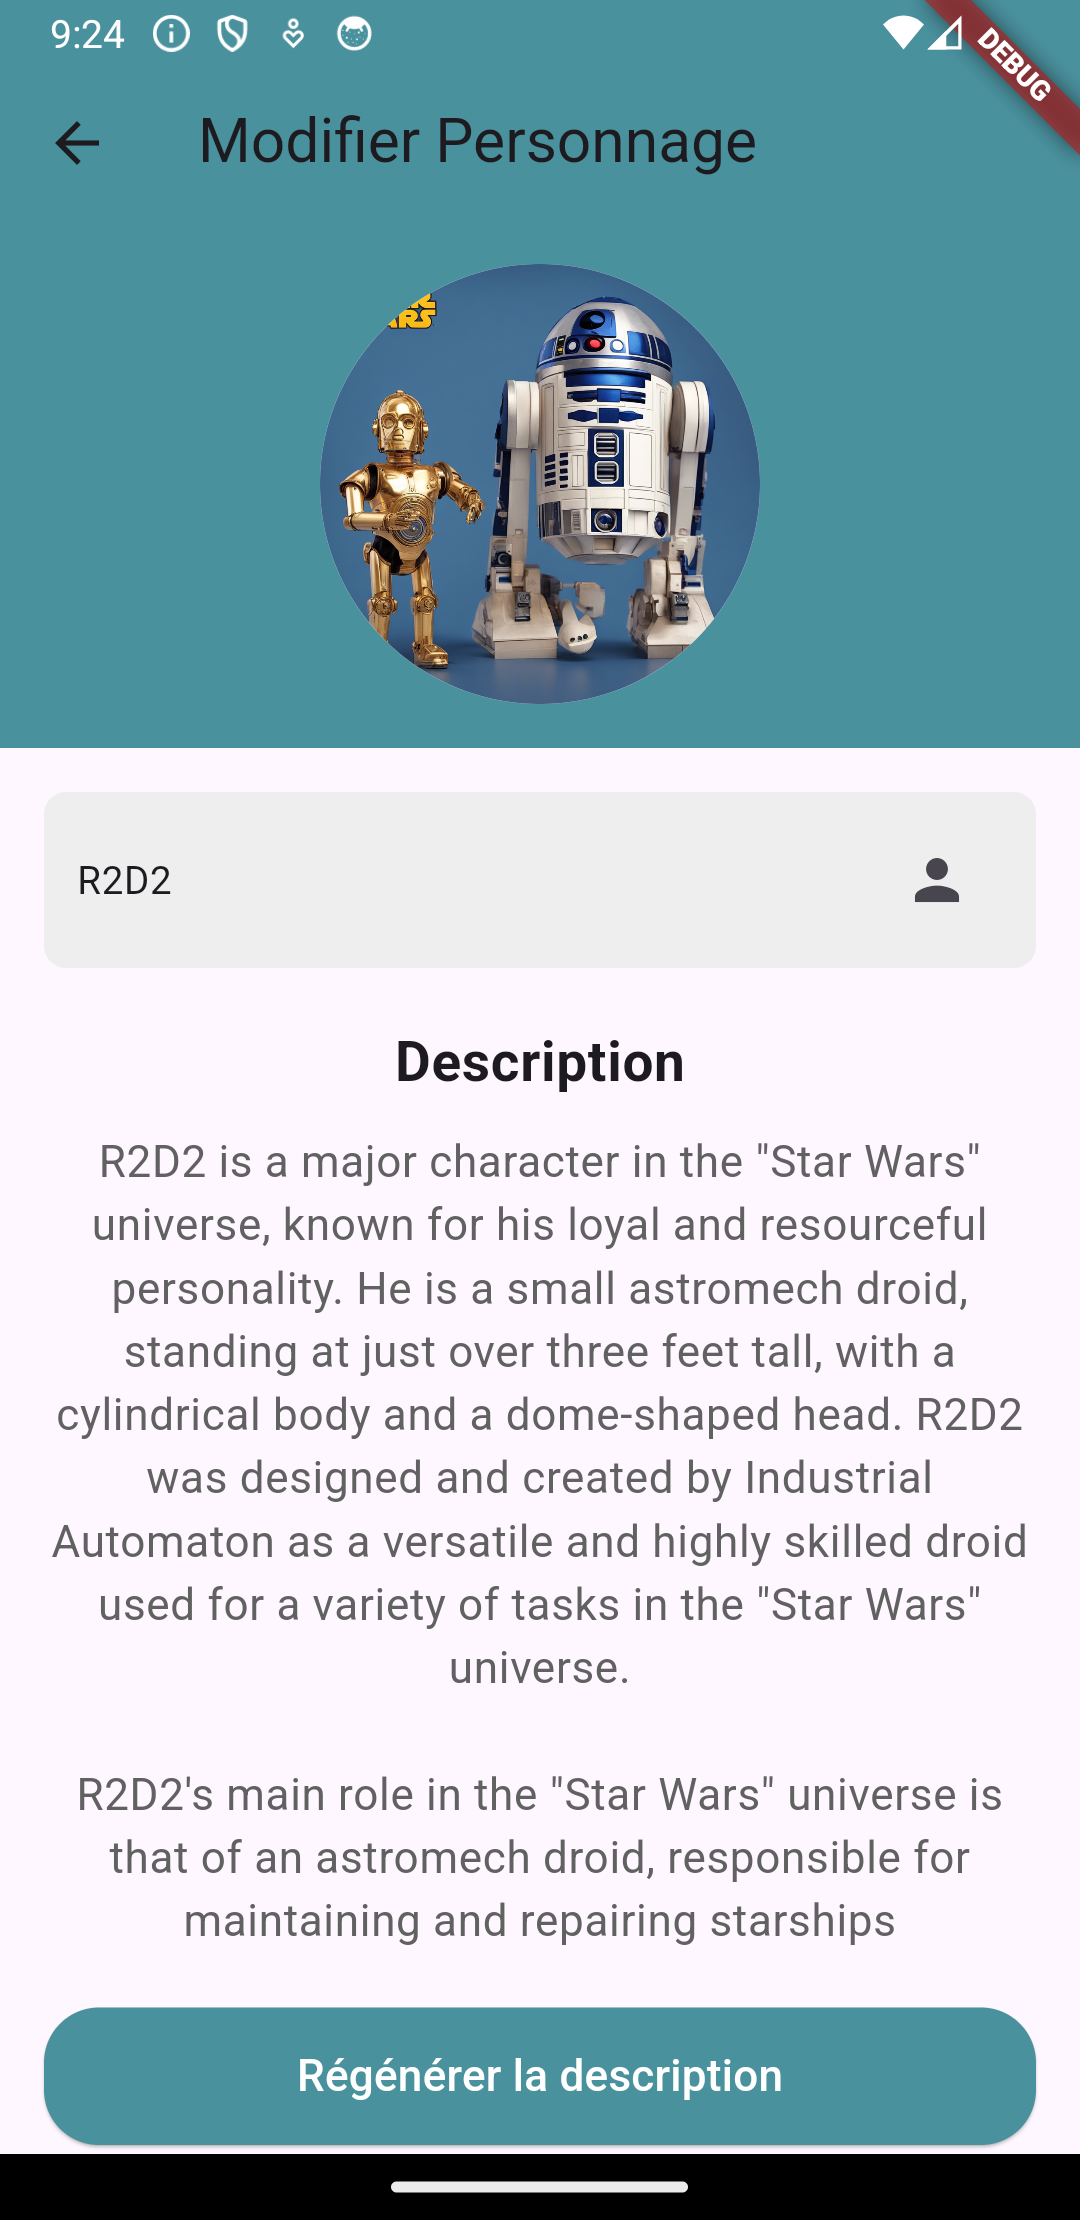 9:24
DEBUG
Modifier Personnage
WARS
R2D2
Description
R2D2 is a major character in the "Star Wars"
universe, known for his loyal and resourceful
personality. He is a small astromech droid,
standing at just over three feet tall, with a
cylindrical body and a dome-shaped head. R2D2
was designed and created by Industrial
Automaton as a versatile and highly skilled droid
used for a variety of tasks in the "Star Wars"
universe.
R2D2's main role in the "Star Wars" universe is
that of an astromech droid, responsible for
maintaining and repairing starships
Régénérer la description